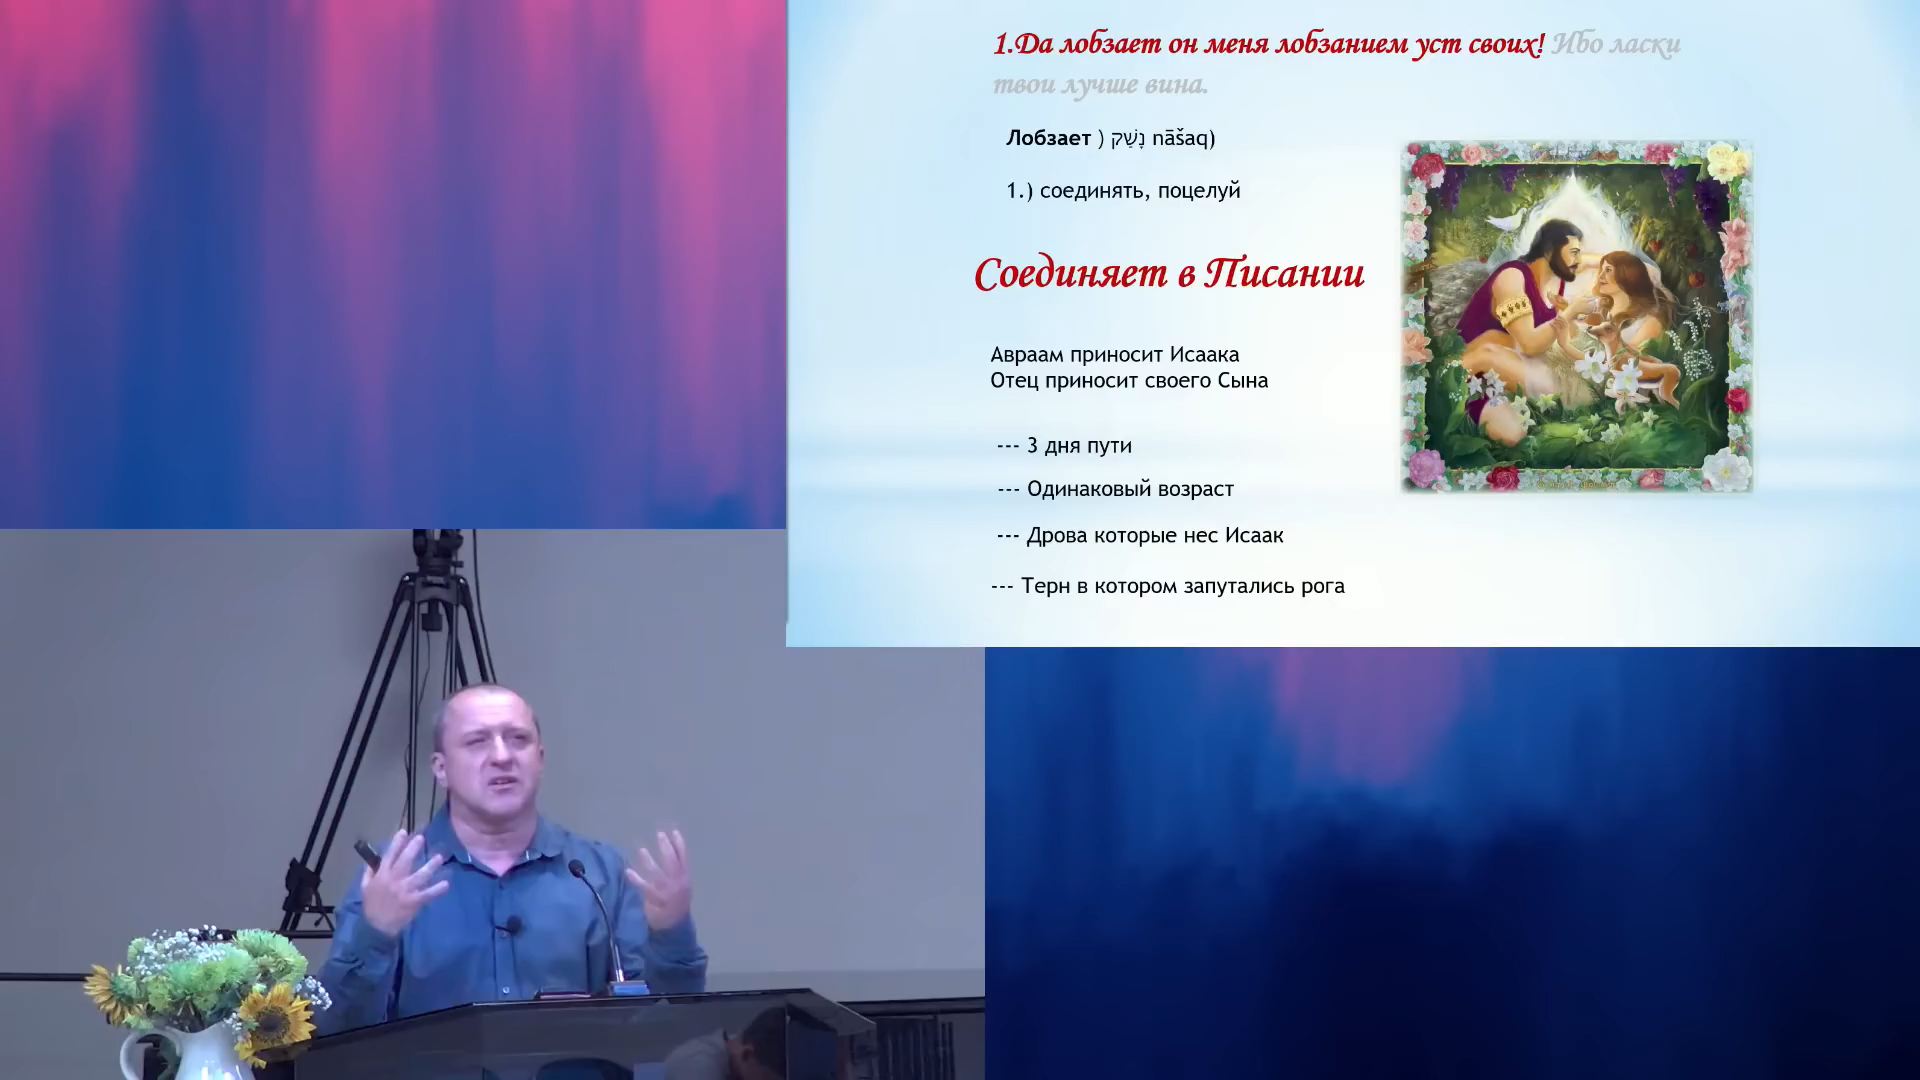 1.Да лобзает он меня лобзанием уст своих! Ибо ласки
твои лучше вина.
Лобзает ) נָשַׁק nāšaq)
1.) соединять, поцелуй
Соединяет в Писании
Авраам приносит Исаака
Отец приносит своего Сына
--- 3 дня пути
--- Одинаковый возраст
--- Дрова которые нес Исаак
--- Терн в котором запутались рога